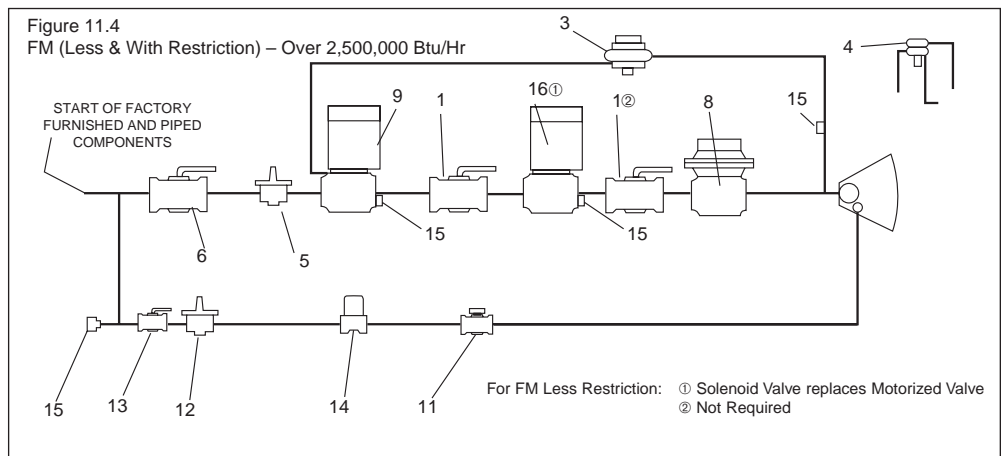 Figure 11.4
FM (Less & With Restriction) – Over 2,500,000 Btu/Hr
3
4
9
16①
1
1②
8
15
START OF FACTORY
FURNISHED AND PIPED
COMPONENTS
6
5
15
15
15
13
12
14
11
For FM Less Restriction: ① Solenoid Valve replaces Motorized Valve
② Not Required